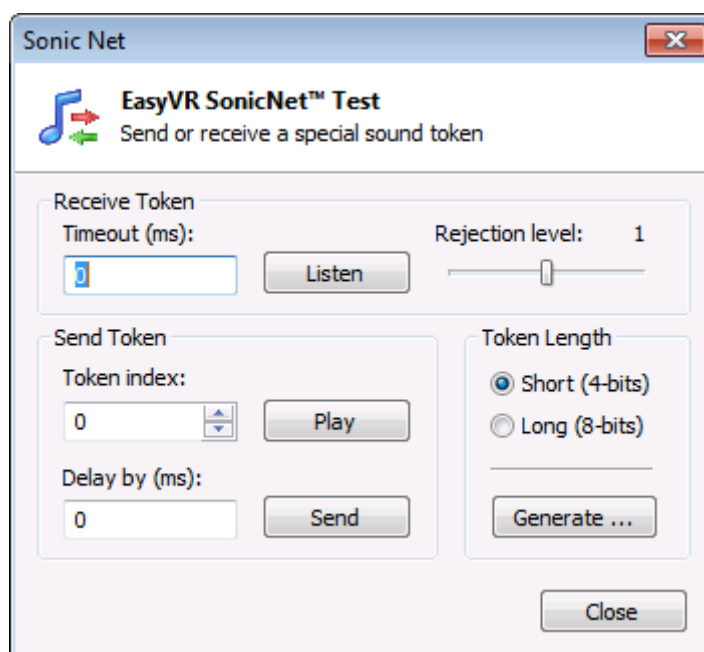 Sonic Net
EasyVR SonicNet™ Test
Send or receive a special sound token
Receive Token
Timeout (ms):
Rejection level: 1
0
Listen
Send Token
Token index:
0
Play
Delay by (ms):
0
Send
Token Length
Short (4-bits)
Long (8-bits)
Generate ...
Close